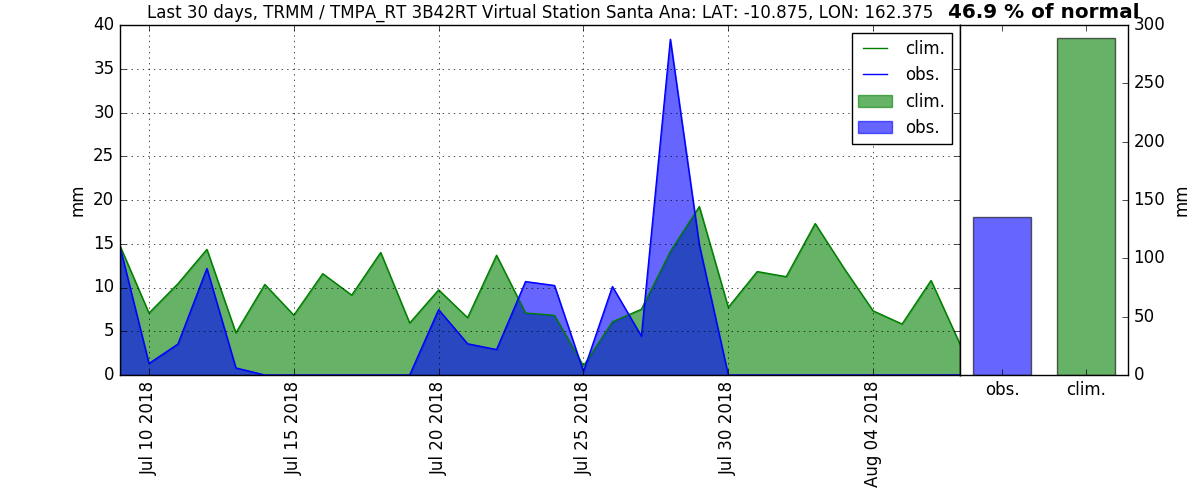 Last 30 days, TRMM / TMPA_RT 3B42RT Virtual Station Santa Ana: LAT: -10.875, LON: 162.375
46.9 % of normal
mm
40
35
30
25
20
15
10
5
0
clim.
obs.
clim.
obs.
Jul 10 2018
Jul 15 2018
Jul 20 2018
Jul 25 2018
Jul 30 2018
Aug 04 2018
300
250
200
150
100
50
0
mm
obs.
clim.